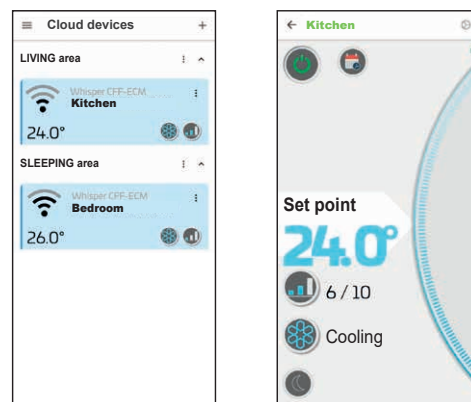 Cloud devices
LIVING area
Whisper CFF-ECM
Kitchen
24.0°
SLEEPING area
Whisper CFF-ECM
Bedroom
26.0°
Kitchen
Set point
24.0°
6 / 10
Cooling